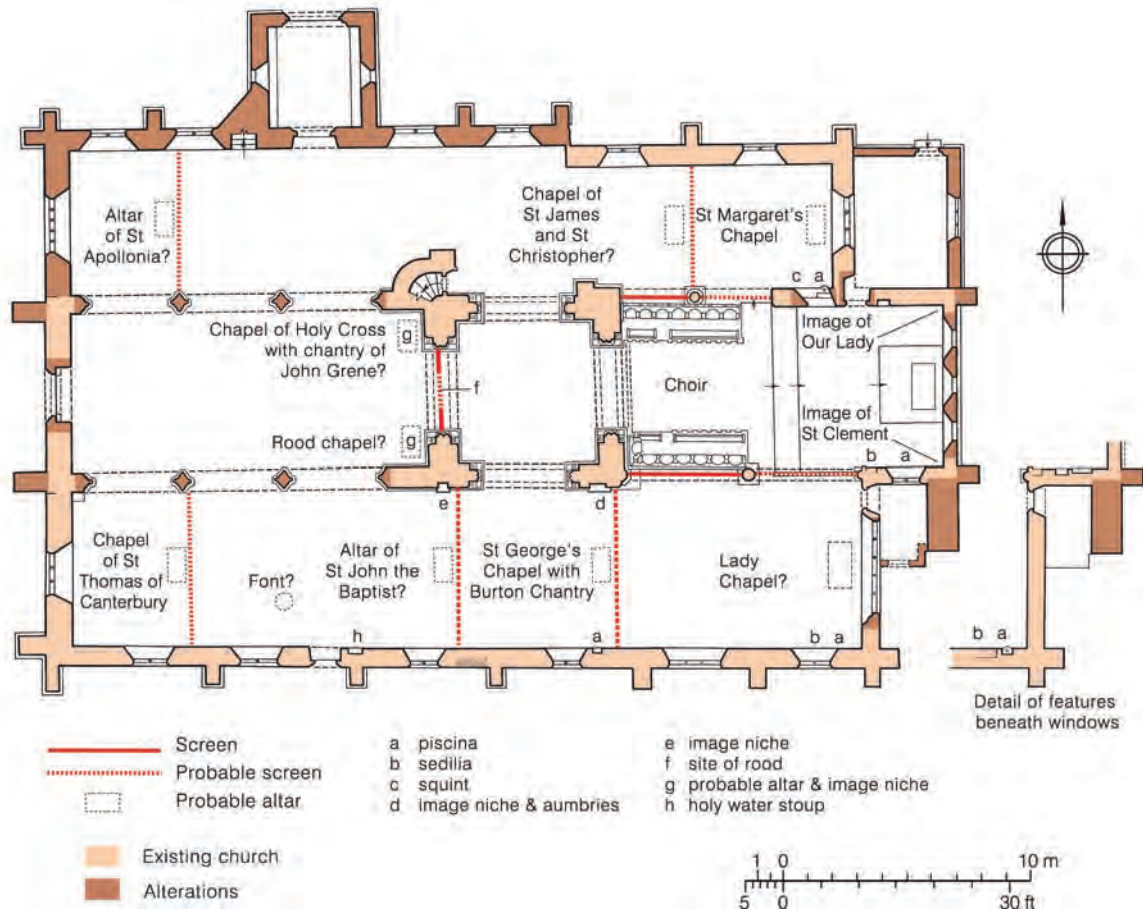 Altar
of St
Apollonia?
Chapel of
St James
and St
Christopher?
St Margaret's
Chapel
c a
Chapel of Holy Cross
with chantry of
John Grene?
g
f
Choir
Image of
Our Lady
Image of
St Clement
Rood chapel?
g
b a
e
d
Chapel of
St Thomas of
Canterbury
Font?
Altar of
St John the
Baptist?
St George's
Chapel with
Burton Chantry
Lady
Chapel?
h
a
b a
b a
Detail of features
beneath windows
Screen
Probable screen
Probable altar
Existing church
Alterations
a piscina
b sedilia
c squint
d image niche & aumbries
e image niche
f site of rood
g probable altar & image niche
h holy water stoup
1 0 10 m
5 0 30 ft